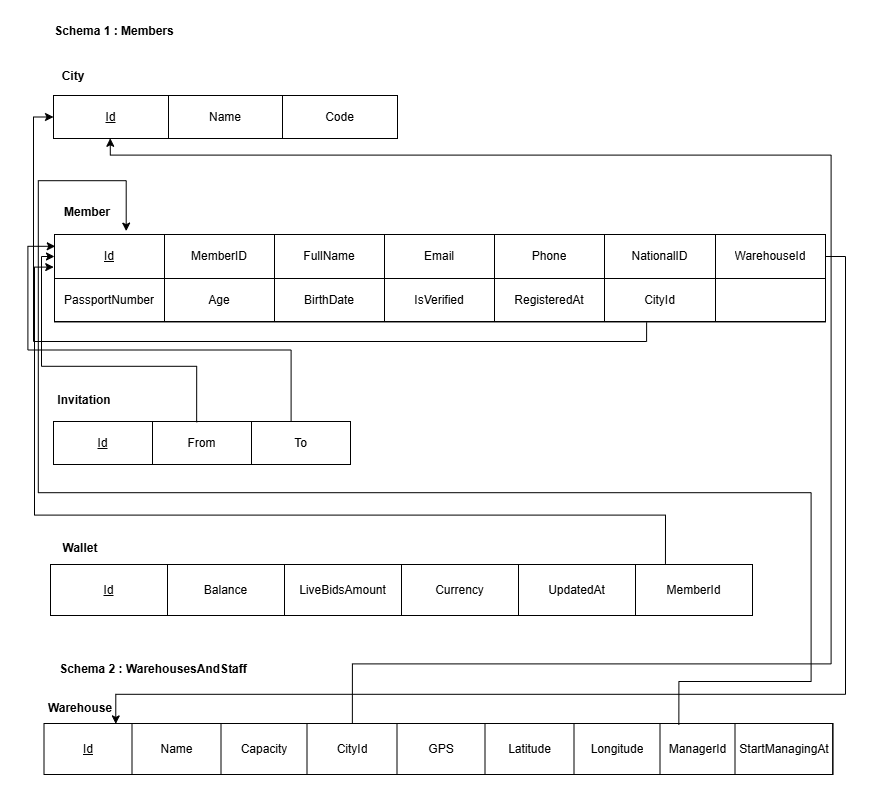 Schema 1 : Members
City
Id Name Code
Member
Id MemberID FullName Email Phone NationalID WarehouseId
PassportNumber Age BirthDate IsVerified RegisteredAt CityId
Invitation
Id From To
Wallet
Id Balance LiveBidsAmount Currency UpdatedAt MemberId
Schema 2 : WarehousesAndStaff
Warehouse
Id Name Capacity CityId GPS Latitude Longitude ManagerId StartManagingAt